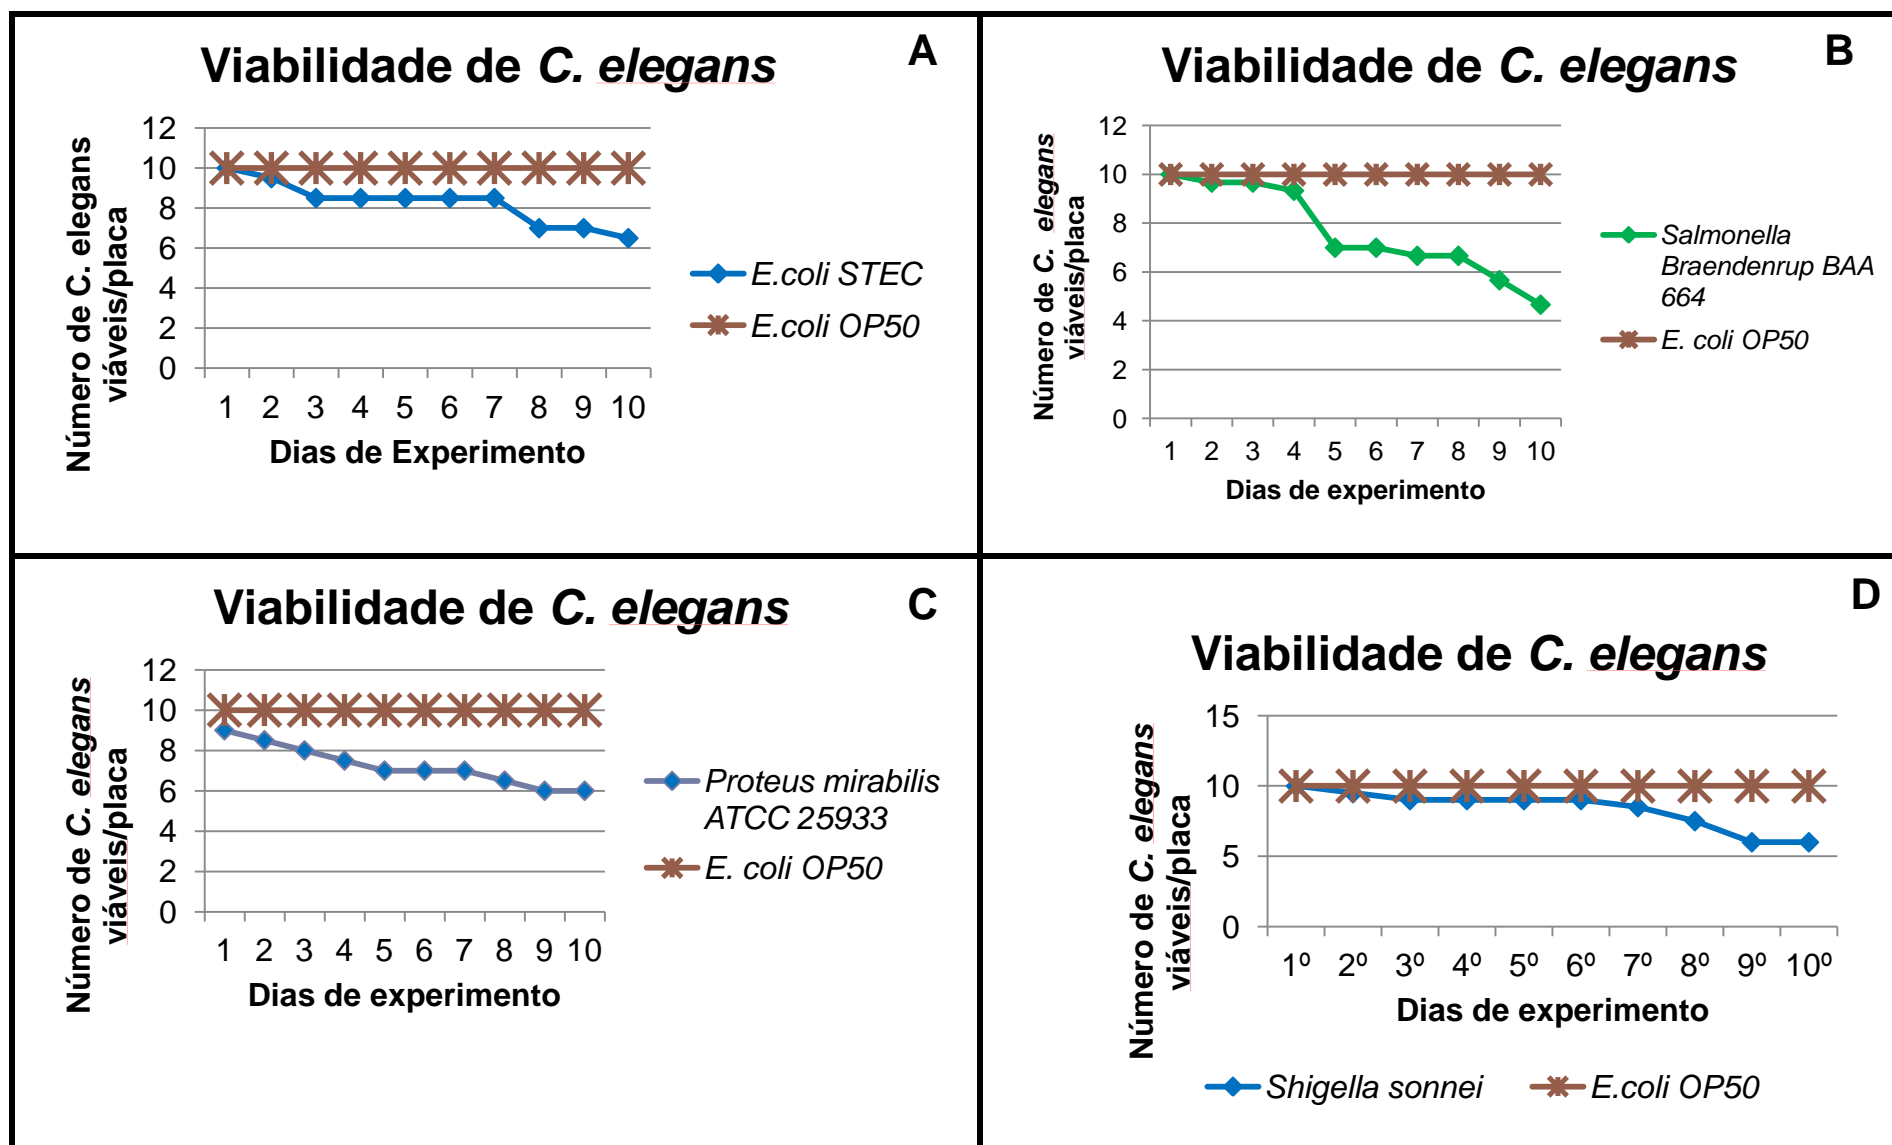 A
Viabilidade de C. elegans
Número de C. elegans
viáveis/placa
12
10
8
6
4
2
0
1 2 3 4 5 6 7 8 9 10
Dias de Experimento
E.coli STEC
E.coli OP50
B
Viabilidade de C. elegans
Número de C. elegans
viáveis/placa
12
10
8
6
4
2
0
1 2 3 4 5 6 7 8 9 10
Dias de experimento
Salmonella
Braendenrup BAA
664
E. coli OP50
C
Viabilidade de C. elegans
Número de C. elegans
viáveis/placa
12
10
8
6
4
2
0
1 2 3 4 5 6 7 8 9 10
Dias de experimento
Proteus mirabilis
ATCC 25933
E. coli OP50
D
Viabilidade de C. elegans
Número de C. elegans
viáveis/placa
15
10
5
0
1º 2º 3º 4º 5º 6º 7º 8º 9º 10º
Dias de experimento
Shigella sonnei E.coli OP50